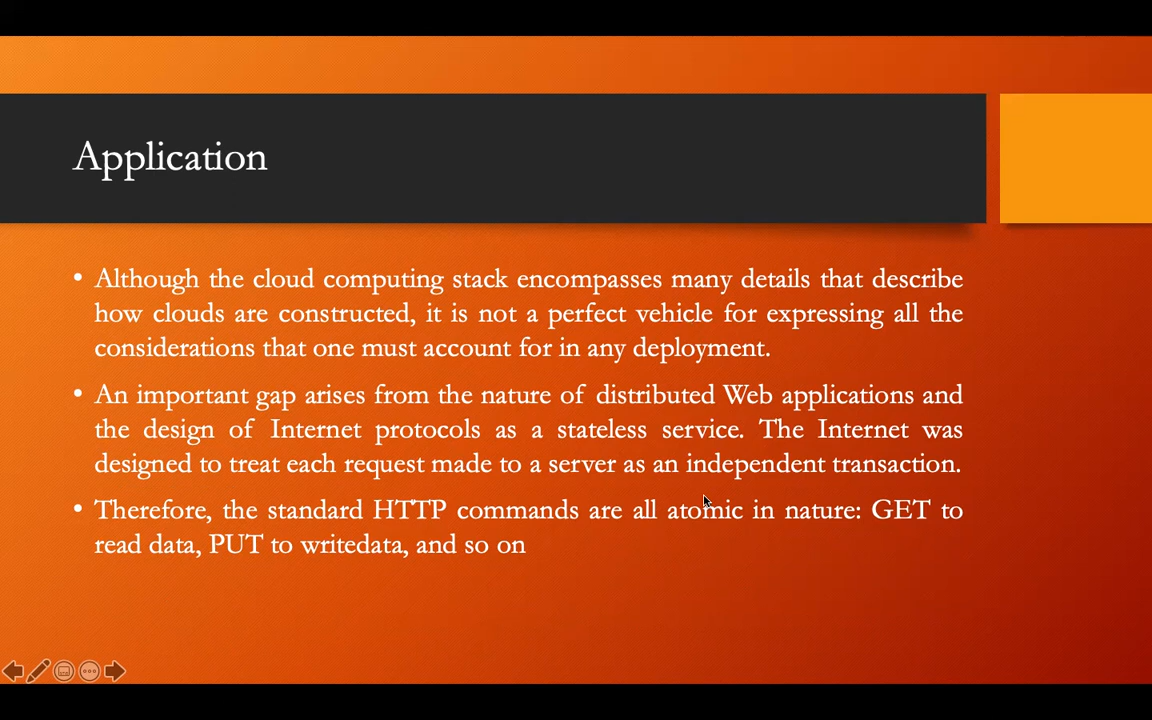 Application
• Although the cloud computing stack encompasses many details that describe
how clouds are constructed, it is not a perfect vehicle for expressing all the
considerations that one must account for in any deployment.
• An important gap arises from the nature of distributed Web applications and
the design of Internet protocols as a stateless service. The Internet was
designed to treat each request made to a server as an independent transaction.
• Therefore, the standard HTTP commands are all atomic in nature: GET to
read data, PUT to writedata, and so on